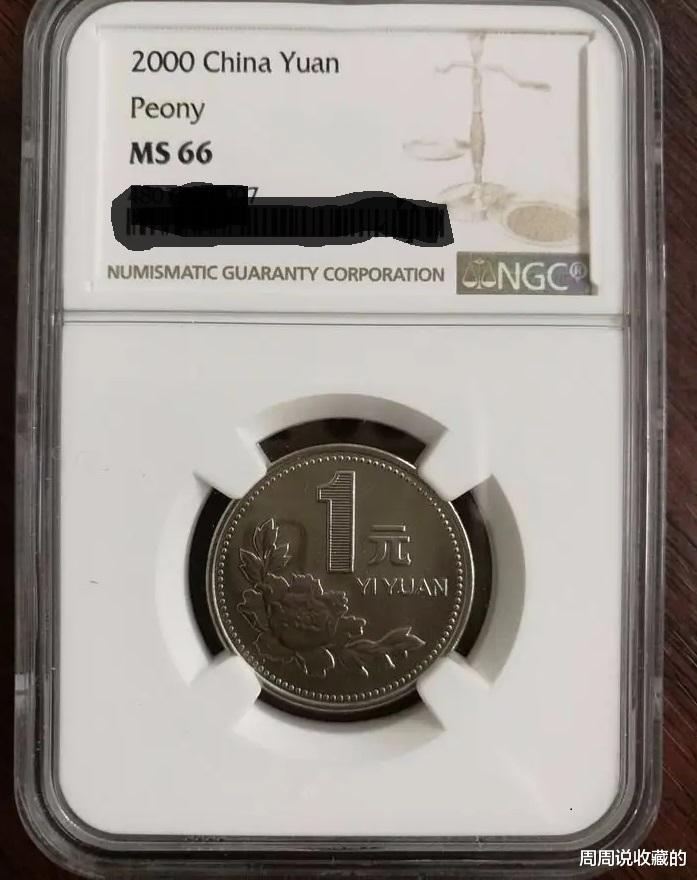 2000 China Yuan
Peony
MS 66
NUMISMATIC GUARANTY CORPORATION
NGC®
1
元
YI YUAN
周周说收藏的